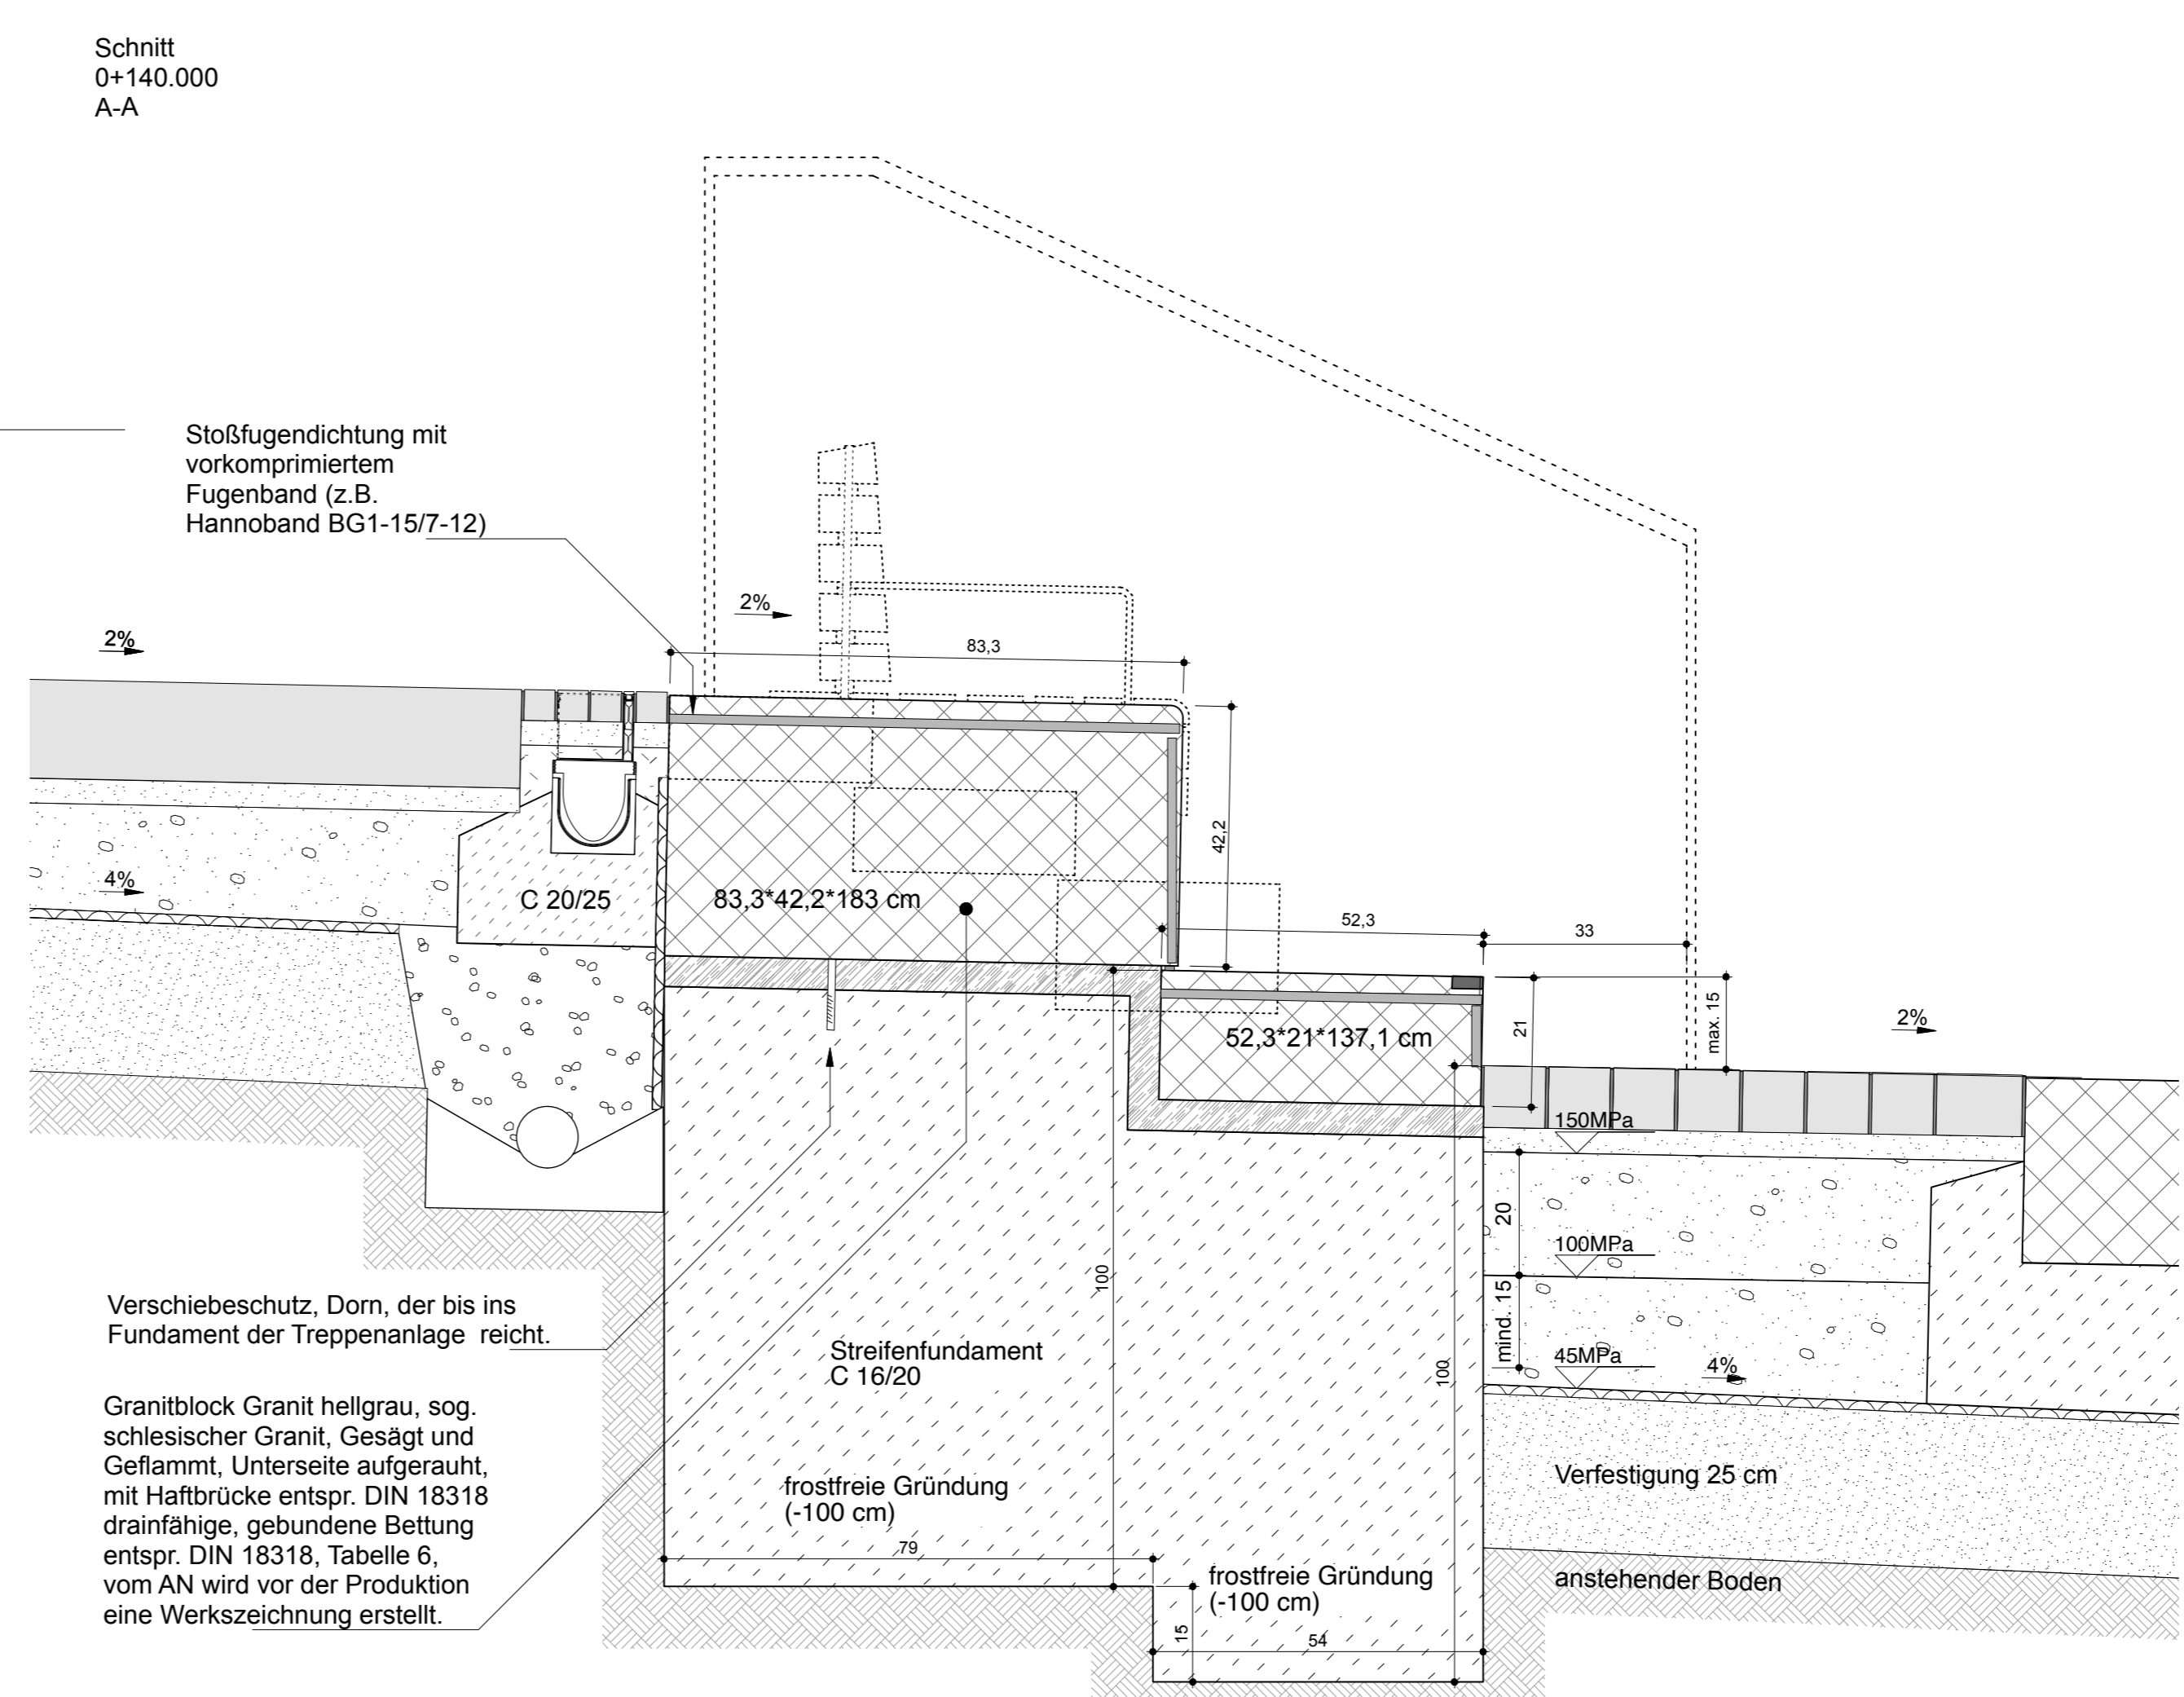 Schnitt
0+140.000
A-A
Stoßfugendichtung mit
vorkomprimiertem
Fugenband (z.B.
Hannoband BG1-15/7-12)
2%
2%
83,3
42,2
4%
C 20/25
83,3*42,2*183 cm
52,3
33
21
max. 15
2%
52,3*21*137,1 cm
150MPa
20
100MPa
mind. 15
45MPa
4%
100
100
Verschiebeschutz, Dorn, der bis ins
Fundament der Treppenanlage reicht.
Streifenfundament
C 16/20
Granitblock Granit hellgrau, sog.
schlesischer Granit, Gesägt und
Geflammt, Unterseite aufgerauht,
mit Haftbrücke entspr. DIN 18318
drainfähige, gebundene Bettung
entspr. DIN 18318, Tabelle 6,
vom AN wird vor der Produktion
eine Werkszeichnung erstellt.
frostfreie Gründung
(-100 cm)
79
frostfreie Gründung
(-100 cm)
15
54
Verfestigung 25 cm
anstehender Boden